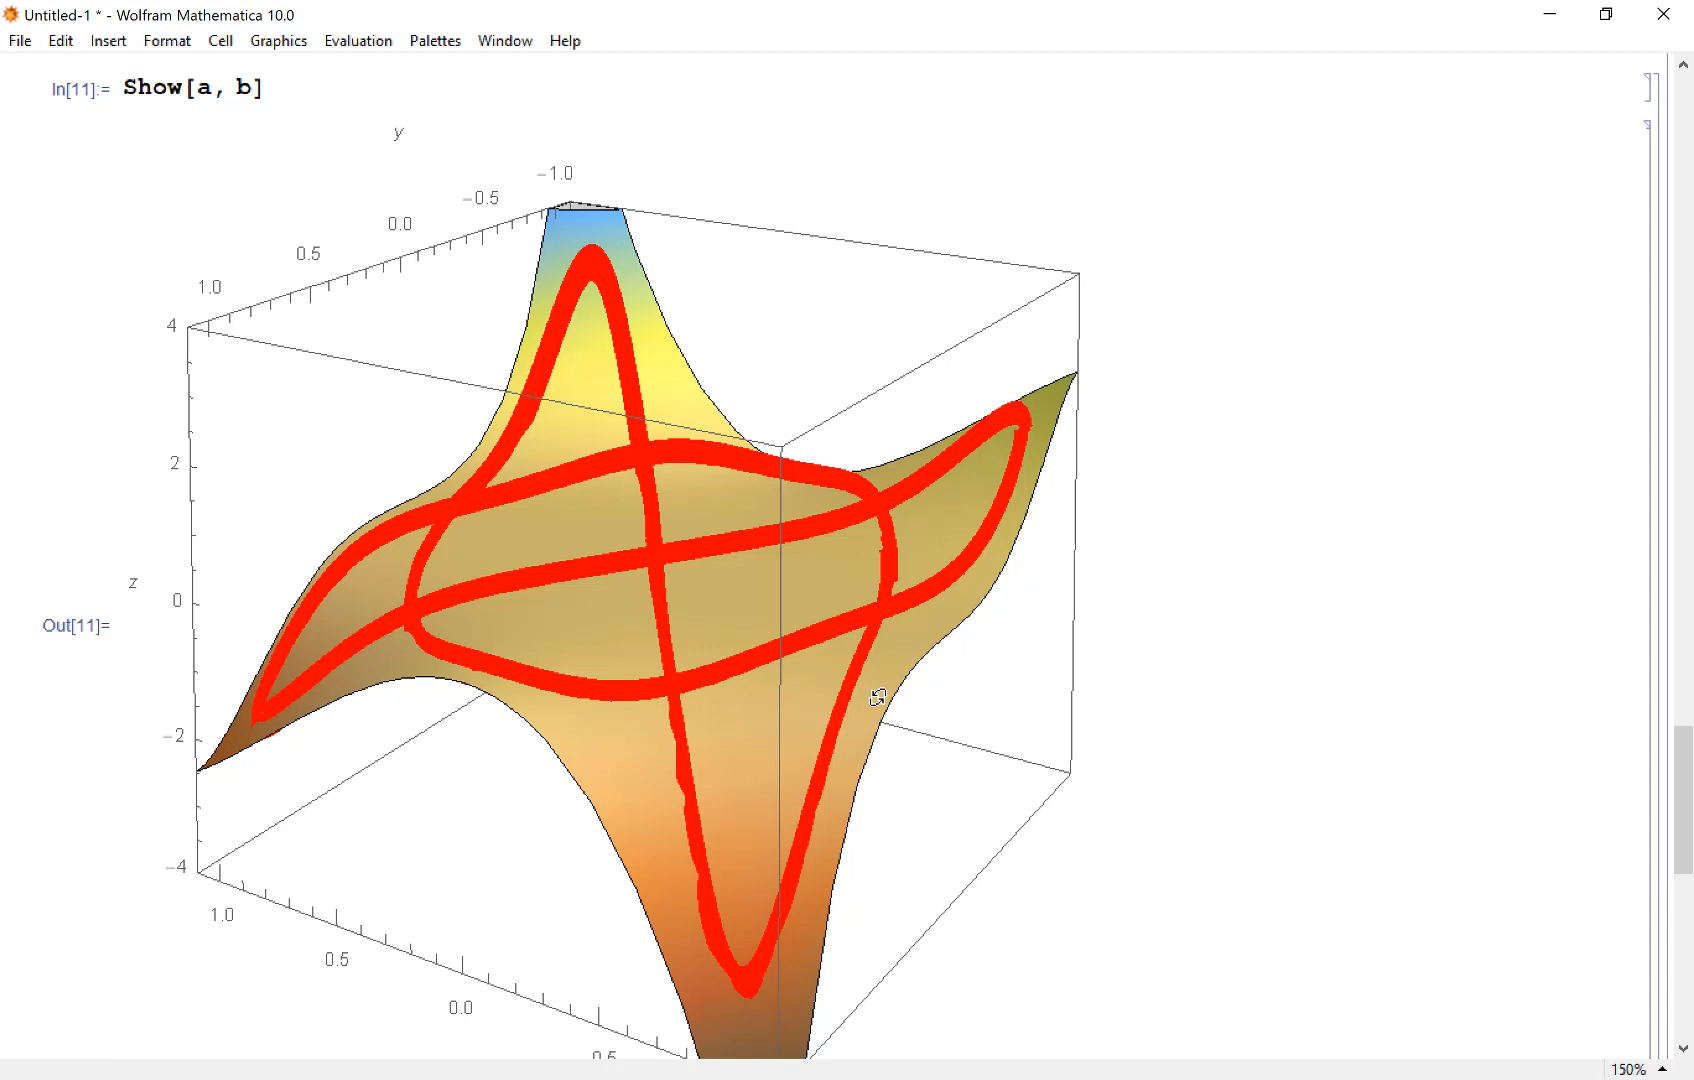 Untitled-1 * - Wolfram Mathematica 10.0
File Edit Insert Format Cell Graphics Evaluation Palettes Window Help
In[11]:= Show[a, b]
y
-1.0
-0.5
0.0
0.5
1.0
4
2
z
0
Out[11]=
-2
-4
1.0
0.5
0.0
0.5
150%